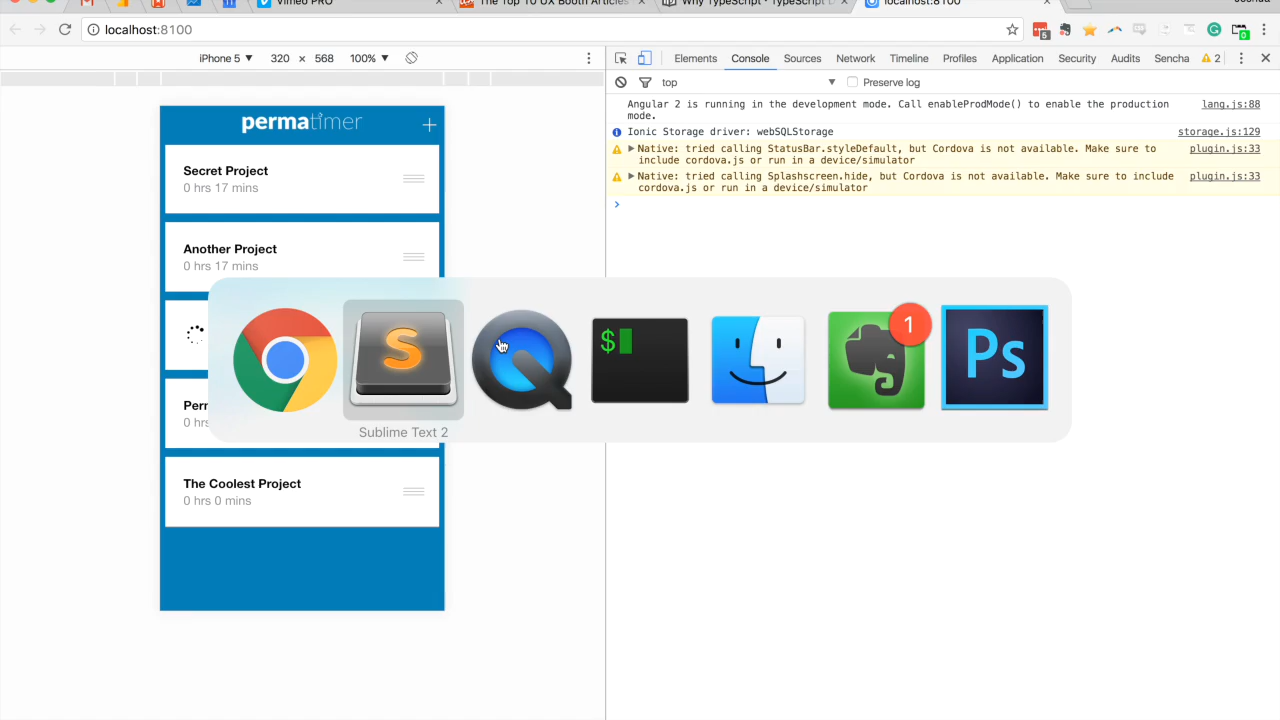 Vimeo PRO
The Top 10 UX Booth Articles
Why TypeScript · TypeScript D
localhost:8100
localhost:8100
5
0
iPhone 5 ▼ 320 × 568 100% ▼
Elements Console Sources Network Timeline Profiles Application Security Audits Sencha 2
top ▼ Preserve log
Angular 2 is running in the development mode. Call enableProdMode() to enable the production lang.js:88
mode.
Ionic Storage driver: webSQLStorage storage.js:129
Native: tried calling StatusBar.styleDefault, but Cordova is not available. Make sure to plugin.js:33
include cordova.js or run in a device/simulator
Native: tried calling Splashscreen.hide, but Cordova is not available. Make sure to include plugin.js:33
cordova.js or run in a device/simulator
permatimer
Secret Project
0 hrs 17 mins
Another Project
0 hrs 17 mins
Perr
0 hrs
The Coolest Project
0 hrs 0 mins
S
$
1
Ps
Sublime Text 2